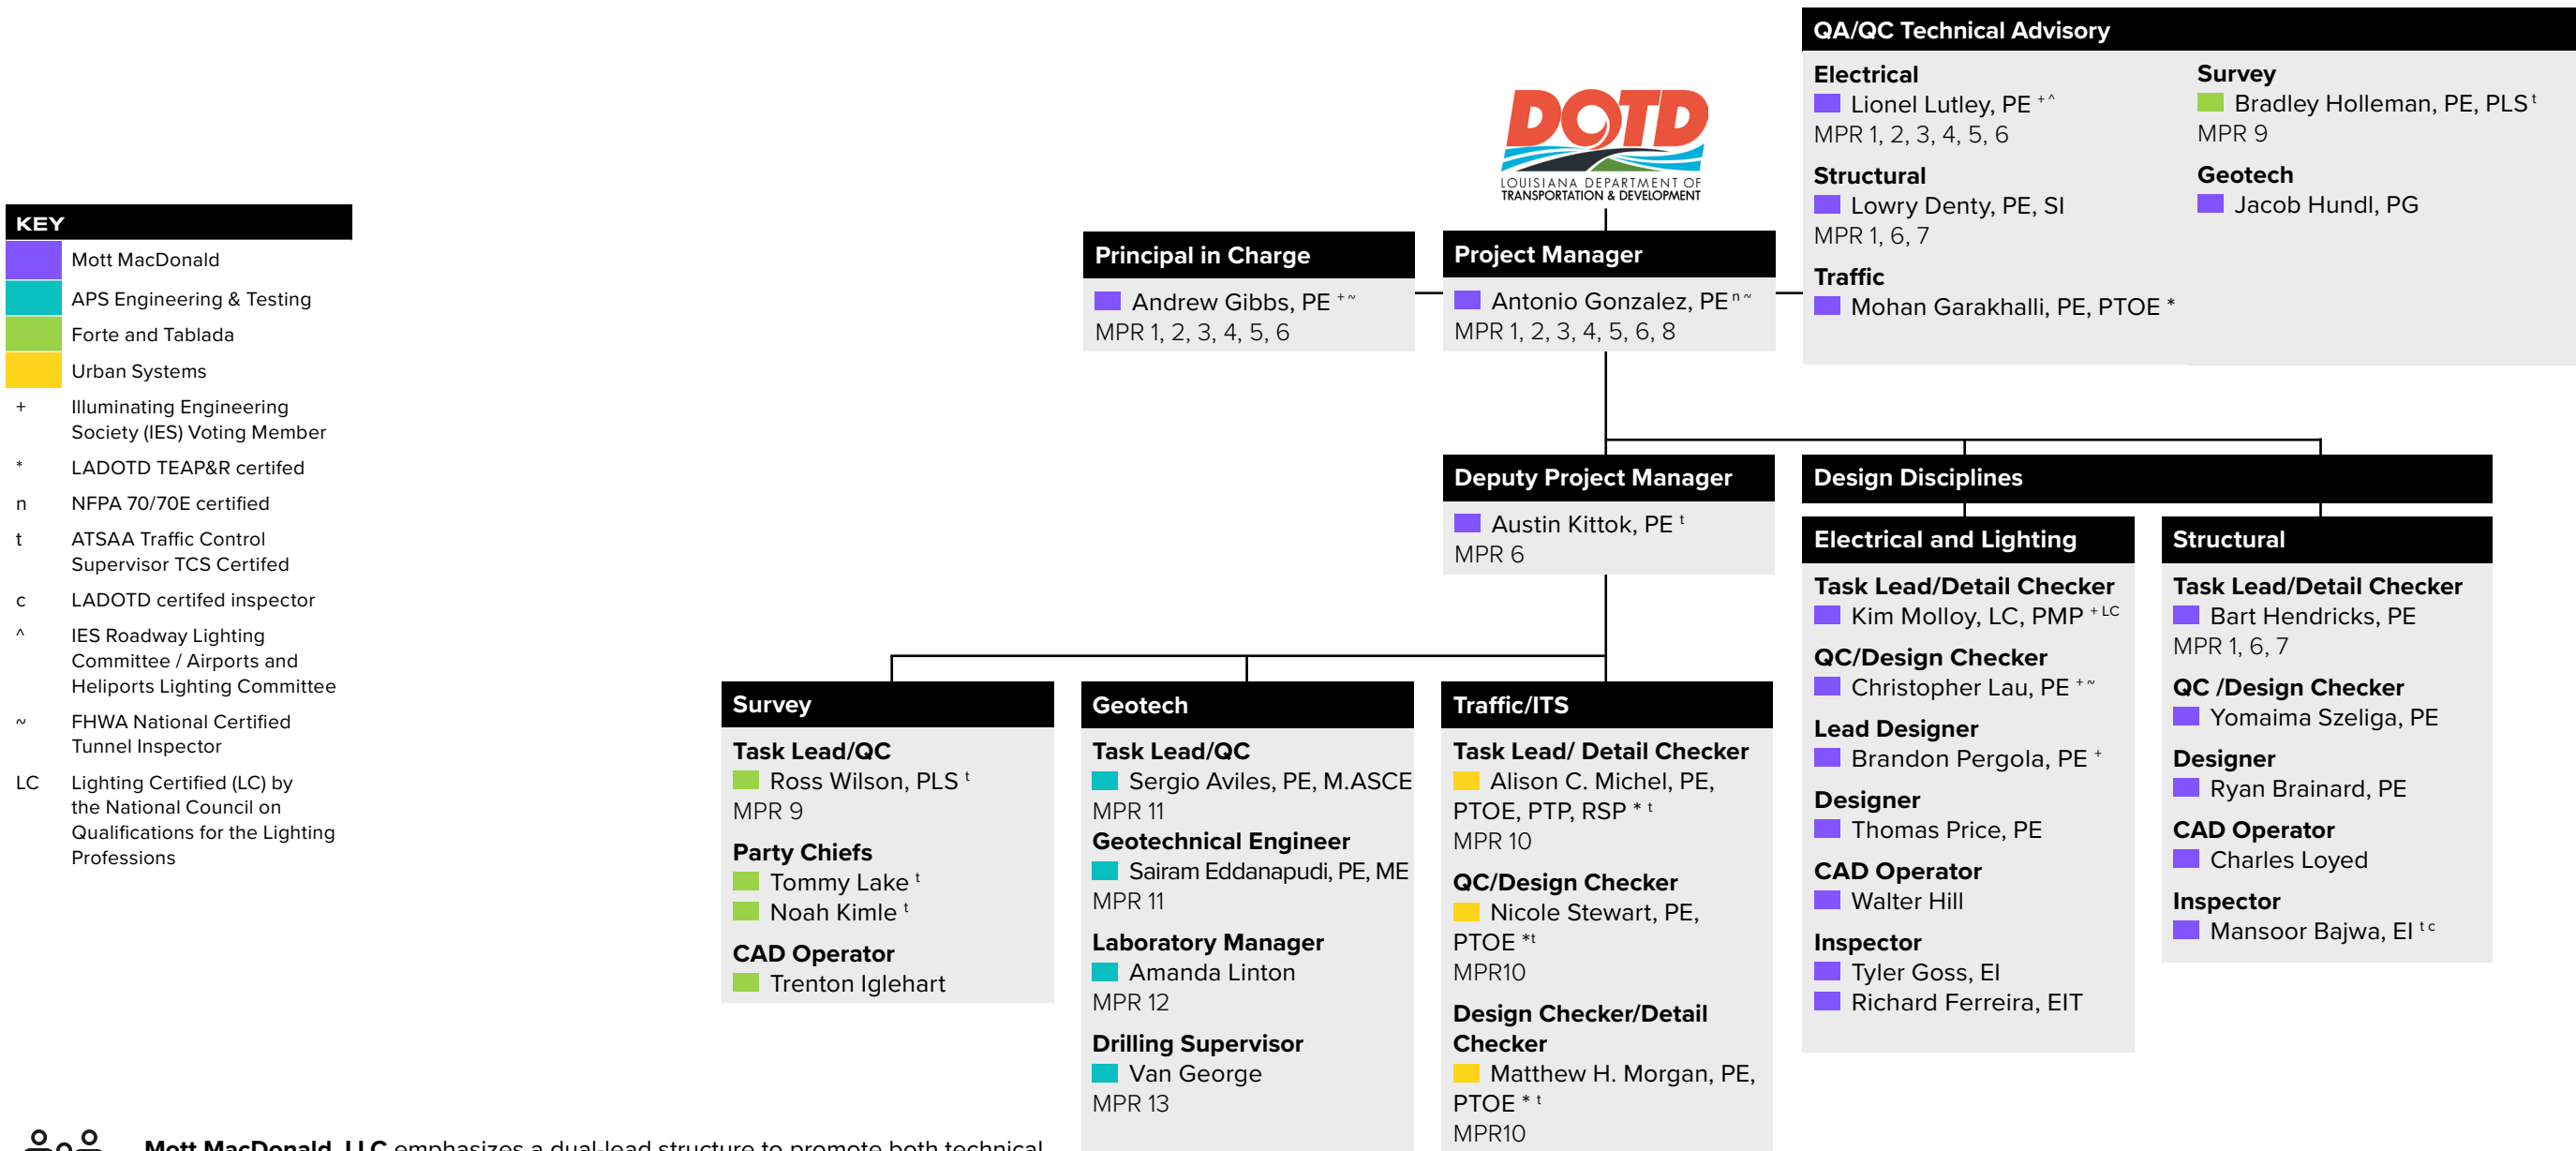 QA/QC Technical Advisory
Electrical
Lionel Lutley, PE + ^
MPR 1, 2, 3, 4, 5, 6
Structural
Lowry Denty, PE, SI
MPR 1, 6, 7
Traffic
Mohan Garakhalli, PE, PTOE *
Survey
Bradley Holleman, PE, PLS t
MPR 9
Geotech
Jacob Hundl, PG
DOTD
LOUISIANA DEPARTMENT OF
TRANSPORTATION & DEVELOPMENT
KEY
Mott MacDonald
APS Engineering & Testing
Forte and Tablada
Urban Systems
+ Illuminating Engineering
Society (IES) Voting Member
* LADOTD TEAP&R certifed
n NFPA 70/70E certified
t ATSAA Traffic Control
Supervisor TCS Certifed
c LADOTD certifed inspector
^ IES Roadway Lighting
Committee / Airports and
Heliports Lighting Committee
~ FHWA National Certified
Tunnel Inspector
LC Lighting Certified (LC) by
the National Council on
Qualifications for the Lighting
Professions
Principal in Charge
Andrew Gibbs, PE + ~
MPR 1, 2, 3, 4, 5, 6
Project Manager
Antonio Gonzalez, PE n ~
MPR 1, 2, 3, 4, 5, 6, 8
Deputy Project Manager
Austin Kittok, PE t
MPR 6
Design Disciplines
Electrical and Lighting
Task Lead/Detail Checker
Kim Molloy, LC, PMP + LC
QC/Design Checker
Christopher Lau, PE + ~
Lead Designer
Brandon Pergola, PE +
Designer
Thomas Price, PE
CAD Operator
Walter Hill
Inspector
Tyler Goss, EI
Richard Ferreira, EIT
Structural
Task Lead/Detail Checker
Bart Hendricks, PE
MPR 1, 6, 7
QC /Design Checker
Yomaima Szeliga, PE
Designer
Ryan Brainard, PE
CAD Operator
Charles Loyed
Inspector
Mansoor Bajwa, EI t c
Survey
Task Lead/QC
Ross Wilson, PLS t
MPR 9
Party Chiefs
Tommy Lake t
Noah Kimle t
CAD Operator
Trenton Iglehart
Geotech
Task Lead/QC
Sergio Aviles, PE, M.ASCE
MPR 11
Geotechnical Engineer
Sairam Eddanapudi, PE, ME
MPR 11
Laboratory Manager
Amanda Linton
MPR 12
Drilling Supervisor
Van George
MPR 13
Traffic/ITS
Task Lead/ Detail Checker
Alison C. Michel, PE,
PTOE, PTP, RSP * t
MPR 10
QC/Design Checker
Nicole Stewart, PE,
PTOE *t
MPR10
Design Checker/Detail
Checker
Matthew H. Morgan, PE,
PTOE * t
MPR10
Mott MacDonald, LLC emphasizes a dual-lead structure to promote both technical